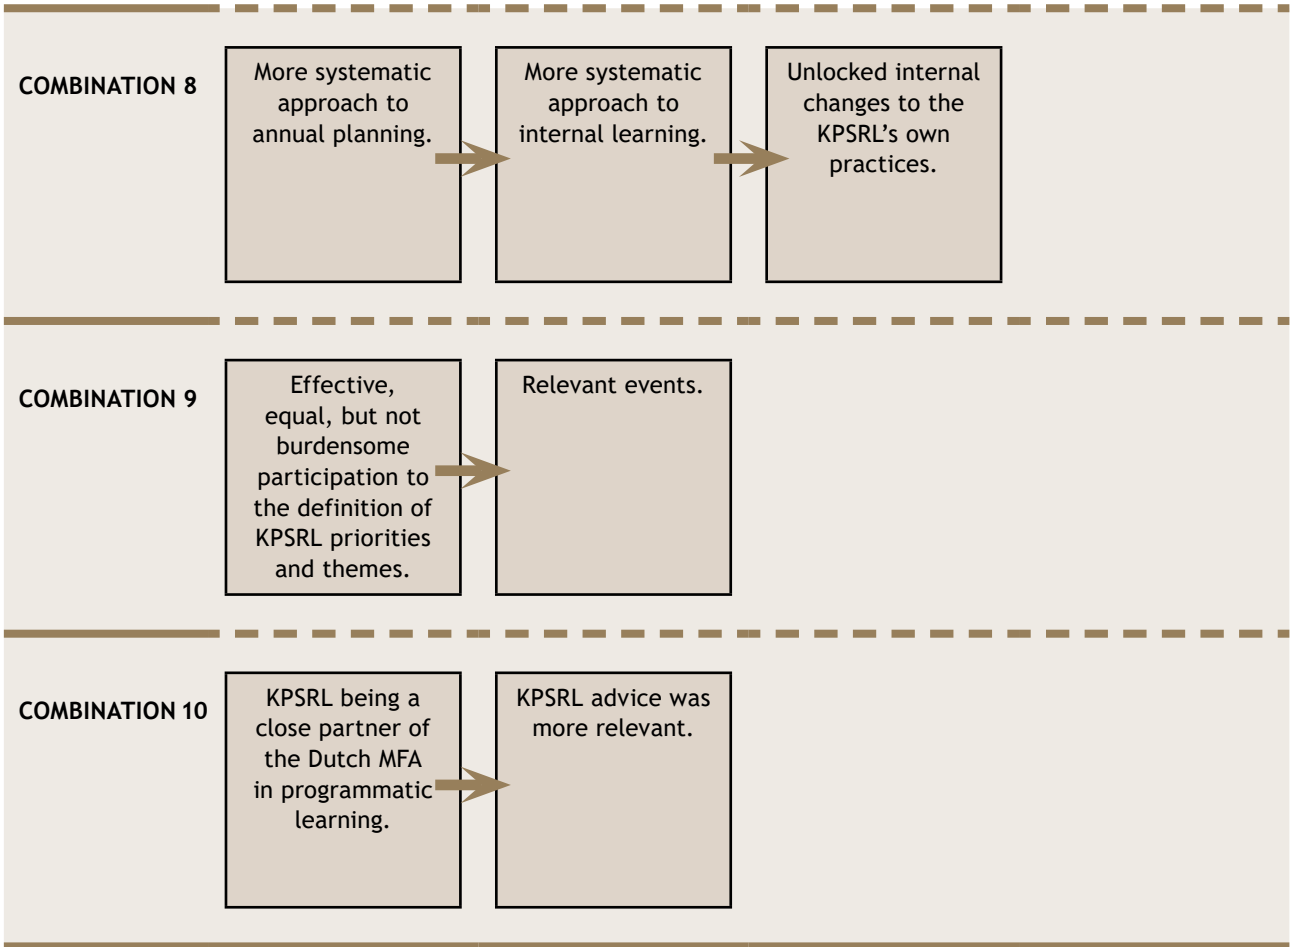 COMBINATION 8
More systematic
approach to
annual planning.
More systematic
approach to
internal learning.
Unlocked internal
changes to the
KPSRL’s own
practices.
COMBINATION 9
Effective,
equal, but not
burdensome
participation to
the definition of
KPSRL priorities
and themes.
Relevant events.
COMBINATION 10
KPSRL being a
close partner of
the Dutch MFA
in programmatic
learning.
KPSRL advice was
more relevant.